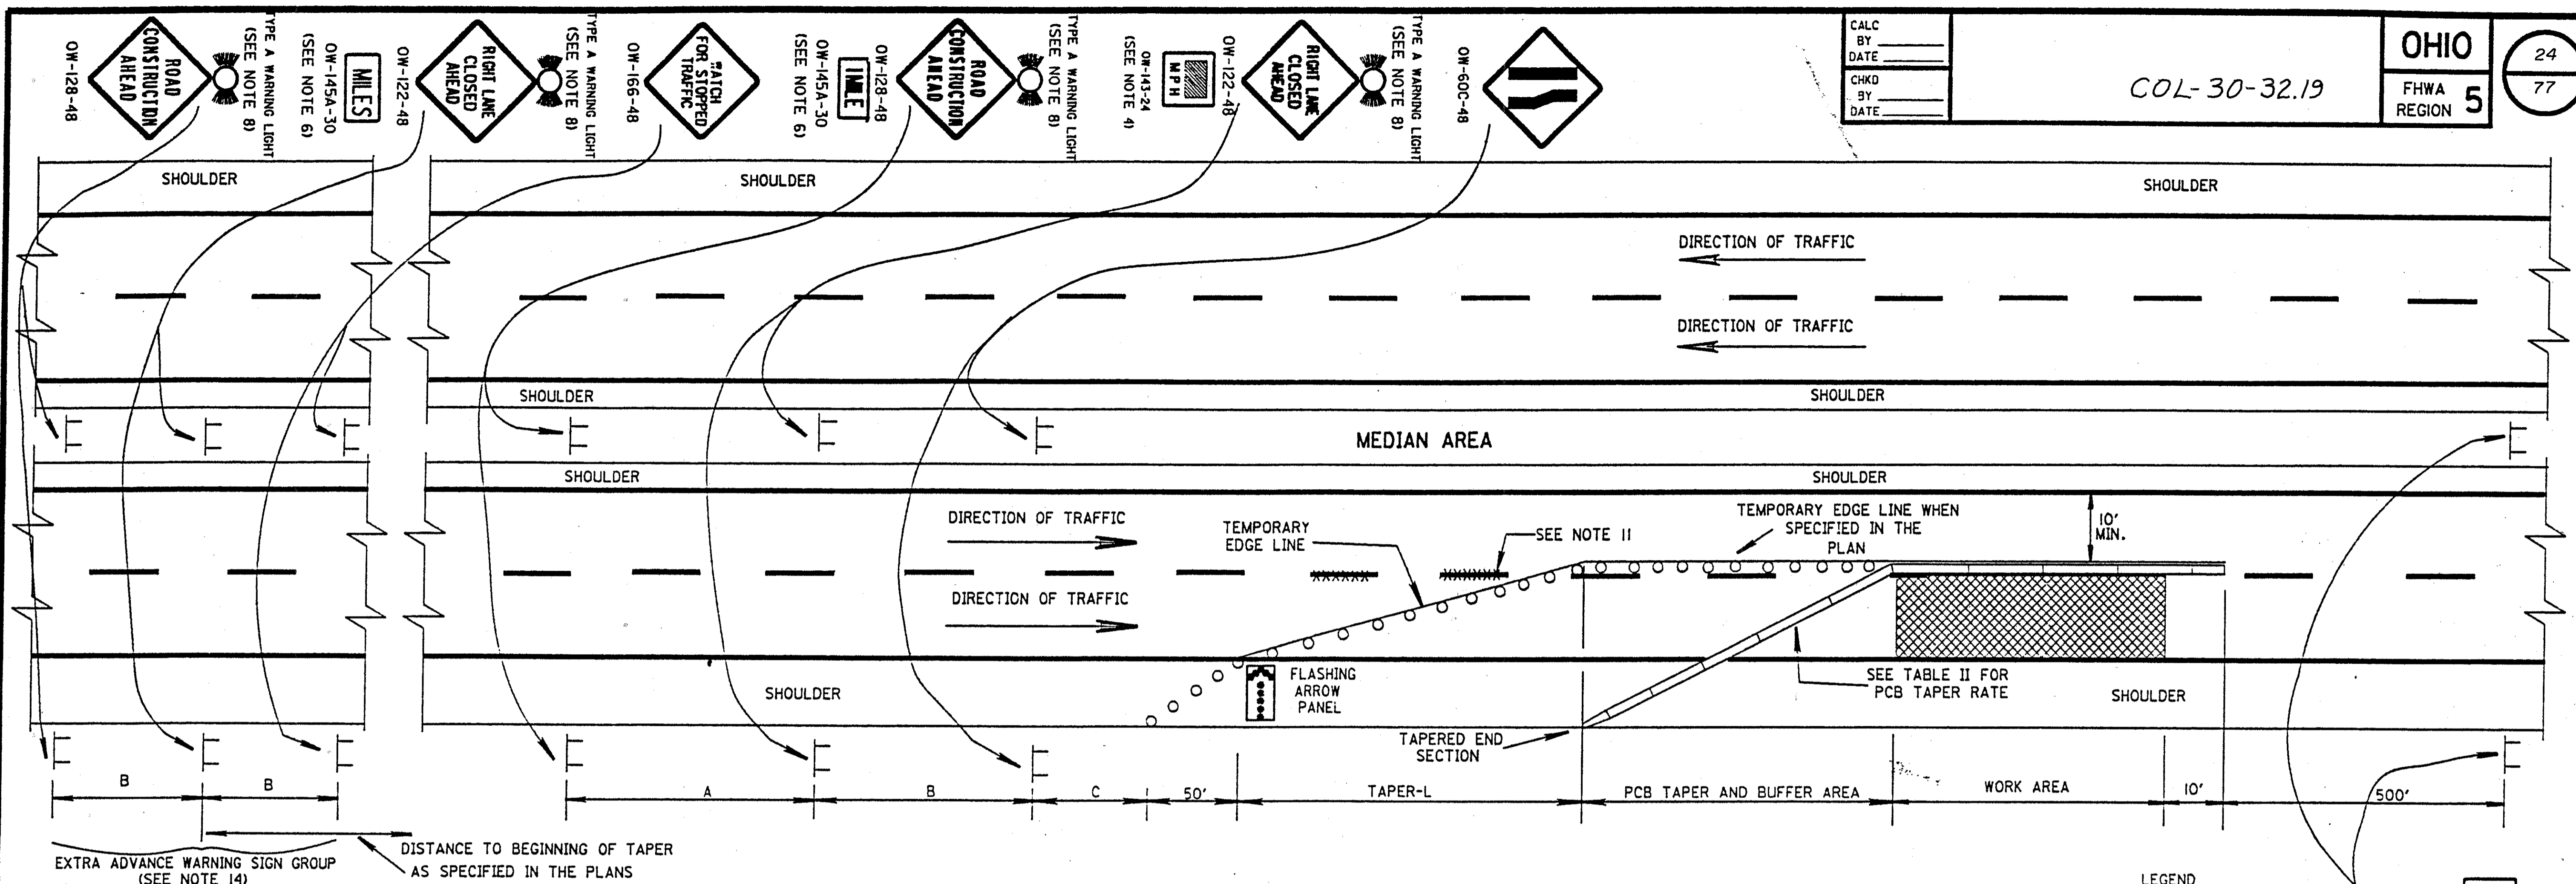 ROAD
CONSTRUCTION
AHEAD
OW-128-48
TYPE A WARNING LIGHT
(SEE NOTE 8)
MILES
OW-145A-30
(SEE NOTE 6)
RIGHT LANE
CLOSED
AHEAD
OW-122-48
TYPE A WARNING LIGHT
(SEE NOTE 8)
WATCH
FOR STOPPED
TRAFFIC
OW-166-48
1MILE
OW-145A-30
(SEE NOTE 6)
ROAD
CONSTRUCTION
AHEAD
OW-128-48
TYPE A WARNING LIGHT
(SEE NOTE 8)
MPH
OW-143-24
(SEE NOTE 4)
RIGHT LANE
CLOSED
AHEAD
OW-122-48
TYPE A WARNING LIGHT
(SEE NOTE 8)
OW-60C-48
CALC
BY
DATE
CHKD
BY
DATE
COL-30-32.19
OHIO
FHWA
REGION 5
24
77
SHOULDER
SHOULDER
SHOULDER
DIRECTION OF TRAFFIC
DIRECTION OF TRAFFIC
SHOULDER
SHOULDER
MEDIAN AREA
SHOULDER
SHOULDER
DIRECTION OF TRAFFIC
DIRECTION OF TRAFFIC
TEMPORARY
EDGE LINE
SEE NOTE 11
TEMPORARY EDGE LINE WHEN
SPECIFIED IN THE
PLAN
10'
MIN.
SHOULDER
FLASHING
ARROW
PANEL
SEE TABLE II FOR
PCB TAPER RATE
SHOULDER
TAPERED END
SECTION
B
B
A
B
C
50'
TAPER-L
PCB TAPER AND BUFFER AREA
WORK AREA
10'
500'
EXTRA ADVANCE WARNING SIGN GROUP
(SEE NOTE 14)
DISTANCE TO BEGINNING OF TAPER
AS SPECIFIED IN THE PLANS
LEGEND